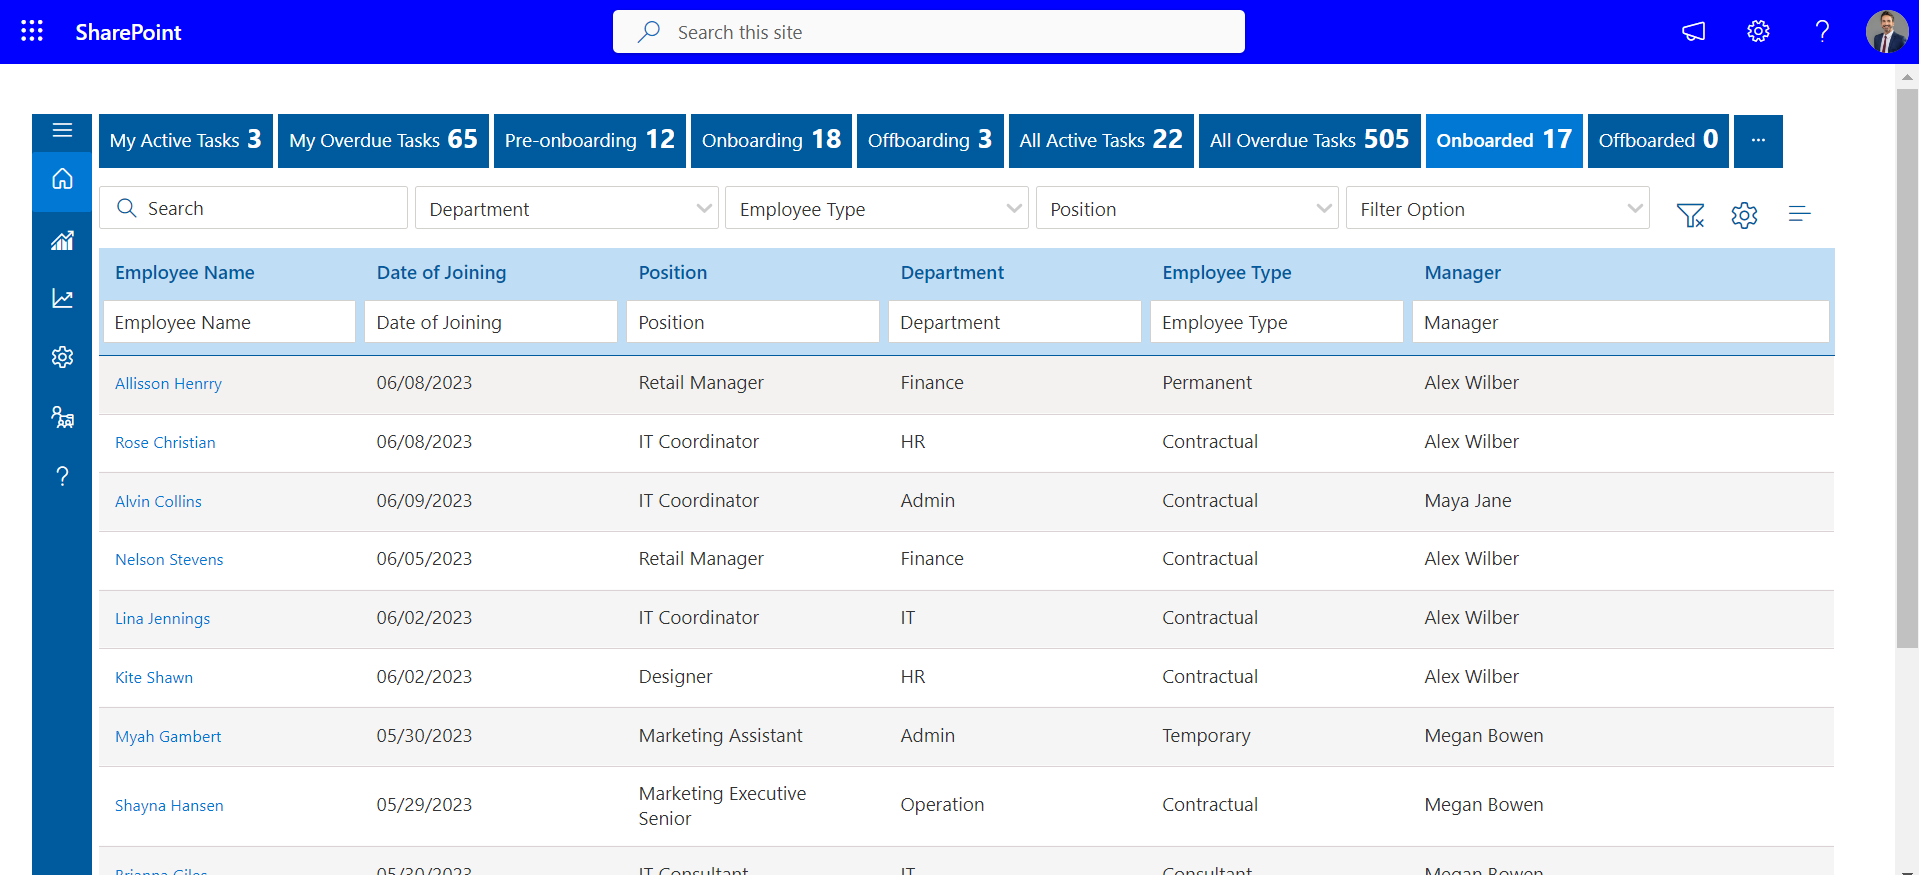 SharePoint
Search this site
?
My Active Tasks 3
My Overdue Tasks 65
Pre-onboarding 12
Onboarding 18
Offboarding 3
All Active Tasks 22
All Overdue Tasks 505
Onboarded 17
Offboarded 0
...
Search
Department
Employee Type
Position
Filter Option
Employee Name Date of Joining Position Department Employee Type Manager
Employee Name Date of Joining Position Department Employee Type Manager
Allisson Henrry 06/08/2023 Retail Manager Finance Permanent Alex Wilber
Rose Christian 06/08/2023 IT Coordinator HR Contractual Alex Wilber
Alvin Collins 06/09/2023 IT Coordinator Admin Contractual Maya Jane
Nelson Stevens 06/05/2023 Retail Manager Finance Contractual Alex Wilber
Lina Jennings 06/02/2023 IT Coordinator IT Contractual Alex Wilber
Kite Shawn 06/02/2023 Designer HR Contractual Alex Wilber
Myah Gambert 05/30/2023 Marketing Assistant Admin Temporary Megan Bowen
Shayna Hansen 05/29/2023 Marketing Executive Senior Operation Contractual Megan Bowen
Brianna Giles 05/30/2023 IT Consultant IT Consultant Megan Bowen
?